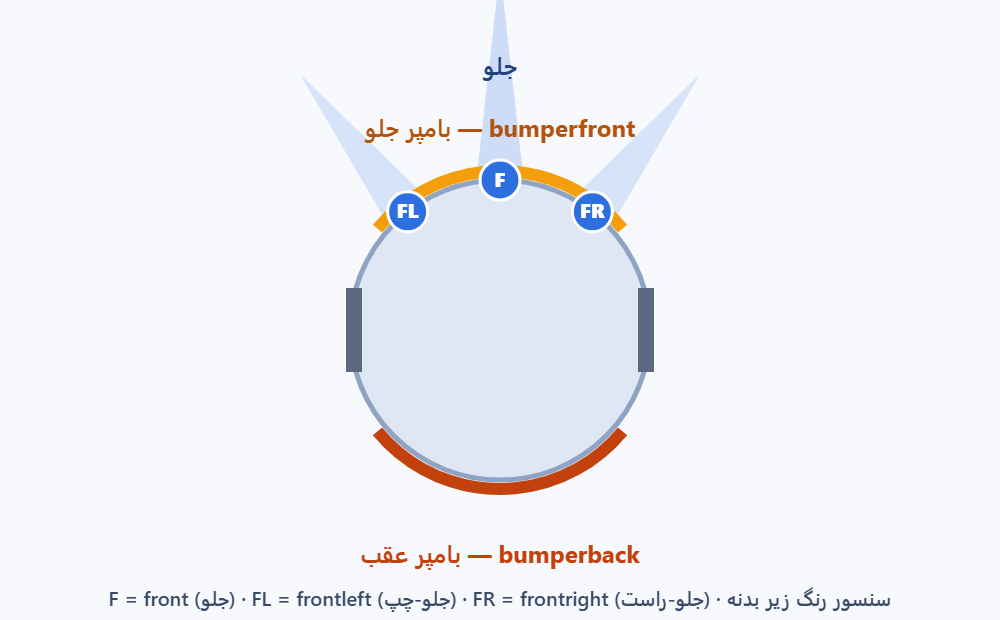 جلو
بامپر جلو — bumperfront
F
FL
FR
بامپر عقب — bumperback
F = front (جلو) · FL = frontleft (جلو-چپ) · FR = frontright (جلو-راست) · سنسور رنگ زیر بدنه